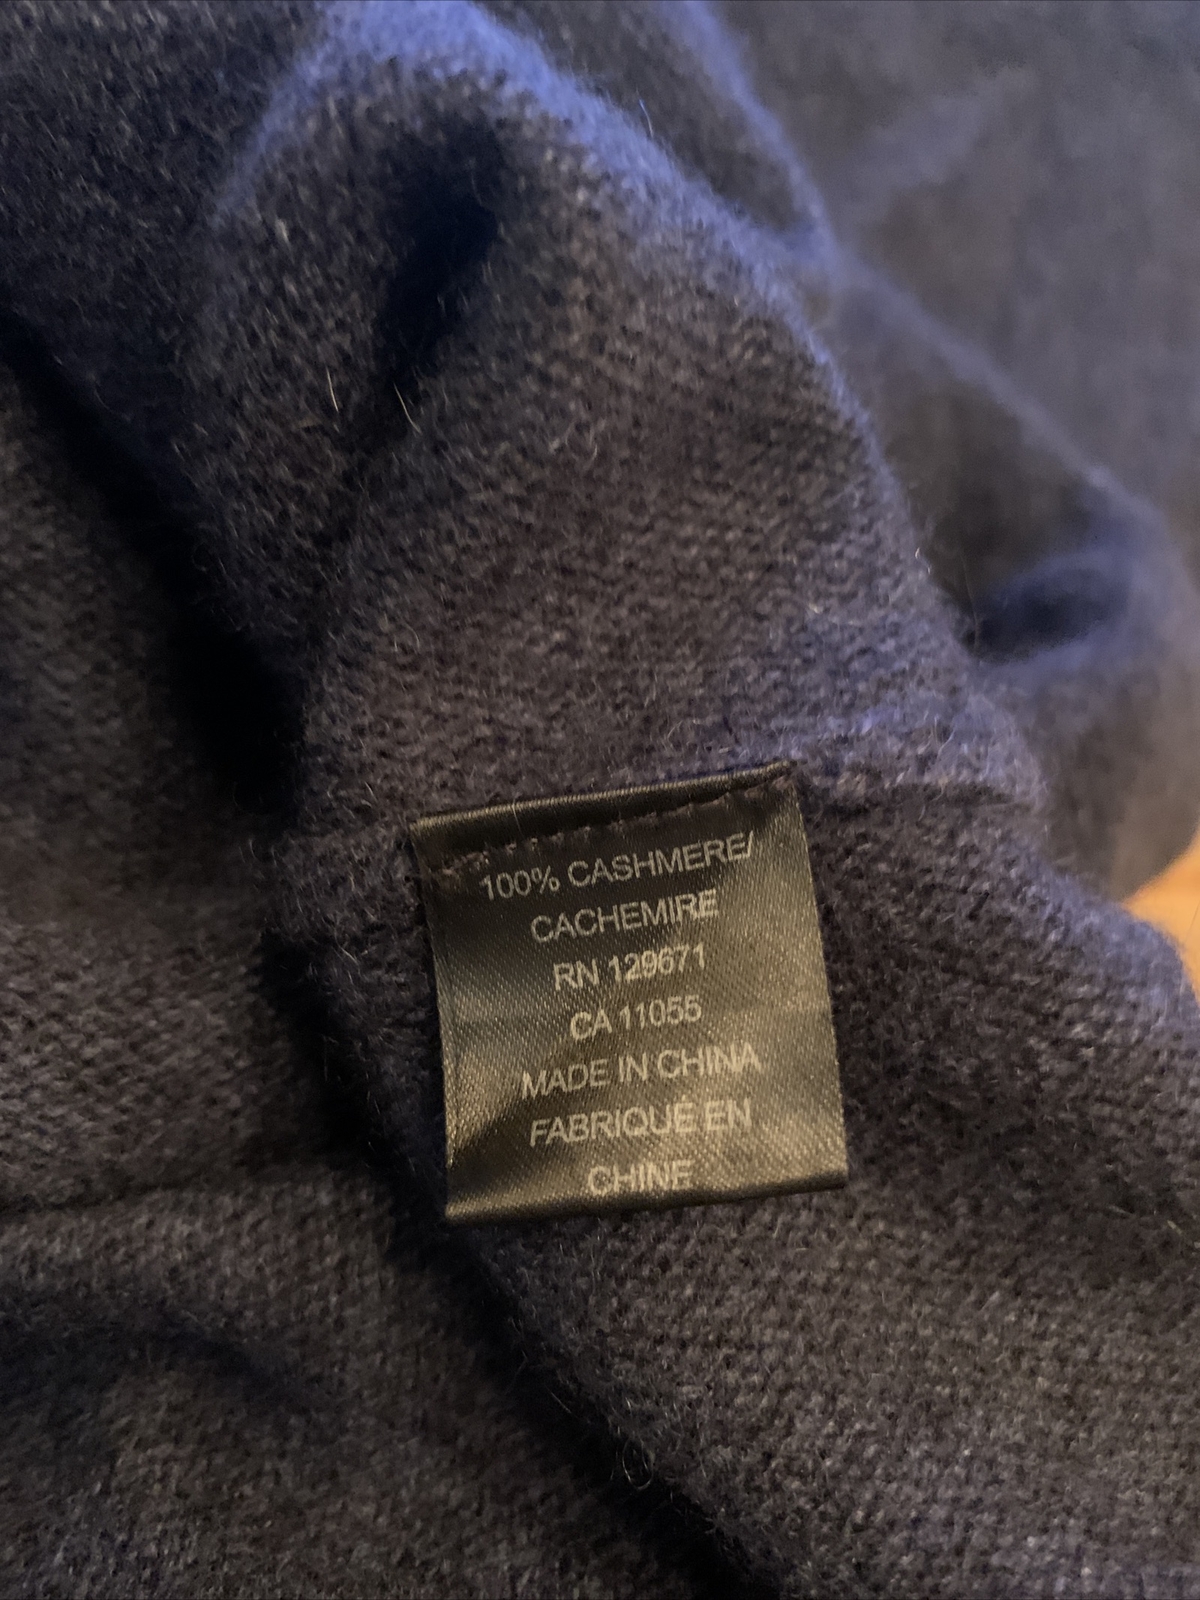 100% CASHMERE/
CACHEMIRE
RN 129671
CA 11055
MADE IN CHINA
FABRIQUÉ EN
CHINE